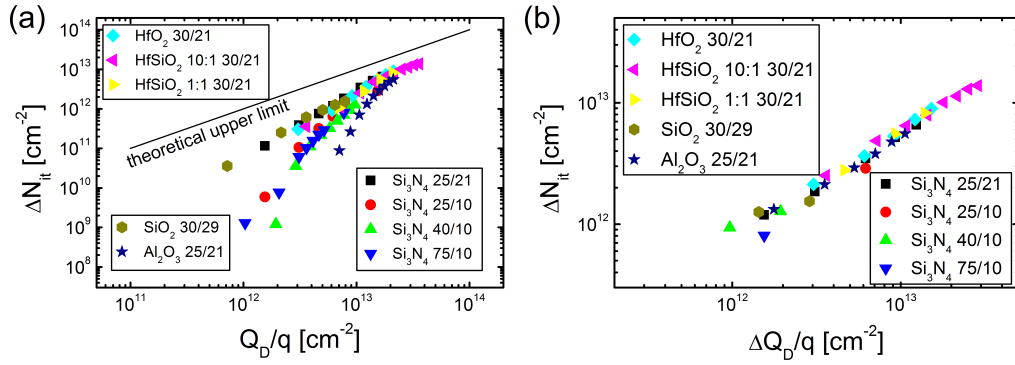 (a)
10^14
10^13
10^12
10^11
10^10
10^9
10^8
ΔN_it [cm^-2]
HfO_2 30/21
HfSiO_2 10:1 30/21
HfSiO_2 1:1 30/21
theoretical upper limit
SiO_2 30/29
Al_2O_3 25/21
Si_3N_4 25/21
Si_3N_4 25/10
Si_3N_4 40/10
Si_3N_4 75/10
10^11
10^12
10^13
10^14
Q_D/q [cm^-2]
(b)
10^13
10^12
ΔN_it [cm^-2]
HfO_2 30/21
HfSiO_2 10:1 30/21
HfSiO_2 1:1 30/21
SiO_2 30/29
Al_2O_3 25/21
Si_3N_4 25/21
Si_3N_4 25/10
Si_3N_4 40/10
Si_3N_4 75/10
10^12
10^13
ΔQ_D/q [cm^-2]